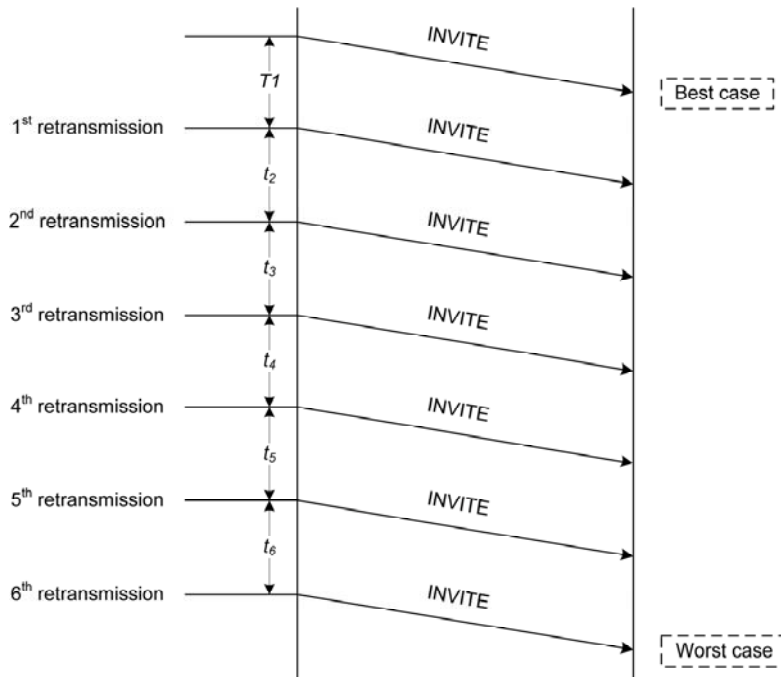 INVITE
T1
Best case
1st retransmission
INVITE
t2
2nd retransmission
INVITE
t3
3rd retransmission
INVITE
t4
4th retransmission
INVITE
t5
5th retransmission
INVITE
t6
6th retransmission
INVITE
Worst case